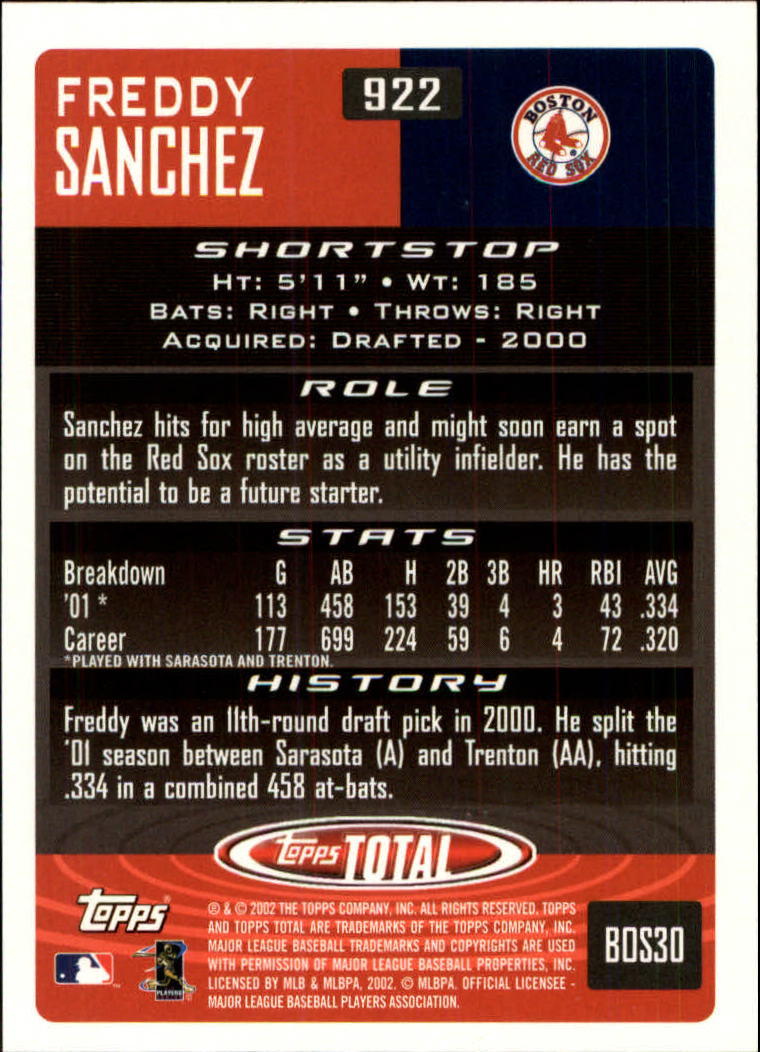 FREDDY
SANCHEZ
922
BOSTON
RED SOX
SHORTSTOP
HT: 5'11" • WT: 185
BATS: RIGHT • THROWS: RIGHT
ACQUIRED: DRAFTED - 2000
ROLE
Sanchez hits for high average and might soon earn a spot
on the Red Sox roster as a utility infielder. He has the
potential to be a future starter.
STATS
Breakdown G AB H 2B 3B HR RBI AVG
'01 * 113 458 153 39 4 3 43 .334
Career 177 699 224 59 6 4 72 .320
*PLAYED WITH SARASOTA AND TRENTON.
HISTORY
Freddy was an 11th-round draft pick in 2000. He split the
'01 season between Sarasota (A) and Trenton (AA), hitting
.334 in a combined 458 at-bats.
topps TOTAL
topps
® & © 2002 THE TOPPS COMPANY, INC. ALL RIGHTS RESERVED. TOPPS
AND TOPPS TOTAL ARE TRADEMARKS OF THE TOPPS COMPANY, INC.
MAJOR LEAGUE BASEBALL TRADEMARKS AND COPYRIGHTS ARE USED
WITH PERMISSION OF MAJOR LEAGUE BASEBALL PROPERTIES, INC.
LICENSED BY MLB & MLBPA, 2002. © MLBPA. OFFICIAL LICENSEE -
MAJOR LEAGUE BASEBALL PLAYERS ASSOCIATION.
PLAYERS
BOS30